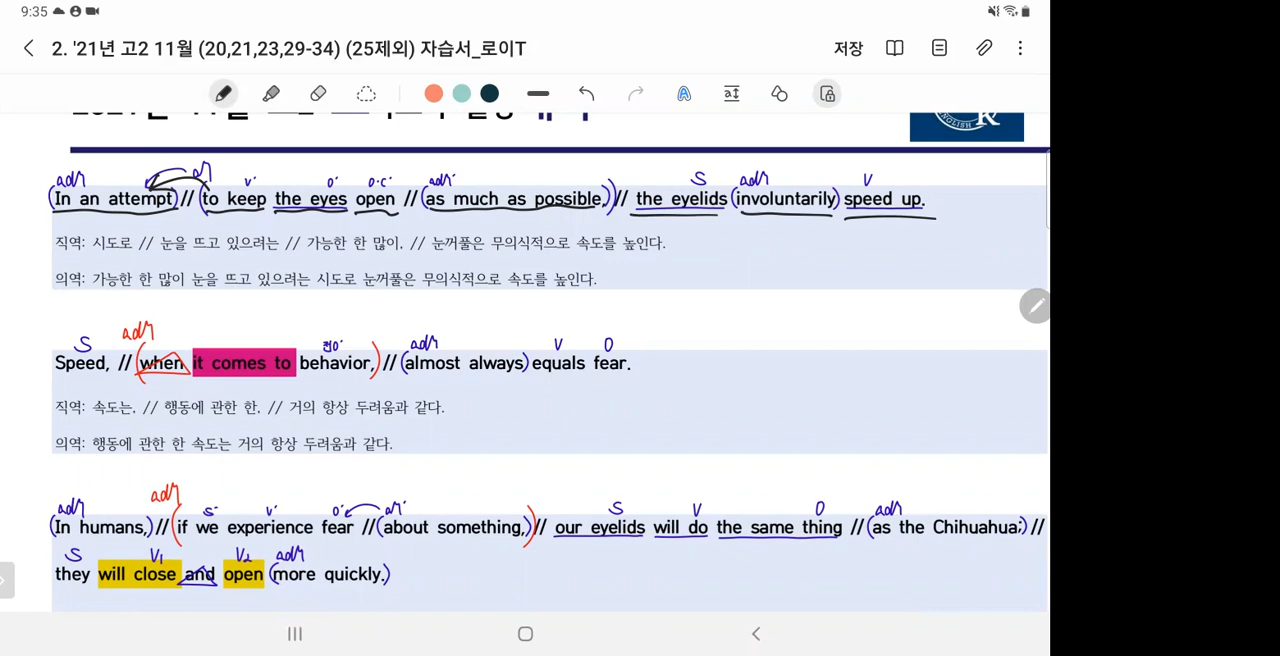 9:35
2. '21년 고2 11월 (20,21,23,29-34) (25제외) 자습서_로이T 저장
ENGLISH R
adv adj v' o' o.c' adv' S adv V
(In an attempt) // (to keep the eyes open // (as much as possible,)) // the eyelids (involuntarily) speed up.
직역: 시도로 // 눈을 뜨고 있으려는 // 가능한 한 많이, // 눈꺼풀은 무의식적으로 속도를 높인다.
의역: 가능한 한 많이 눈을 뜨고 있으려는 시도로 눈꺼풀은 무의식적으로 속도를 높인다.
S adv 전o' adv V O
Speed, // (when it comes to behavior,) // (almost always) equals fear.
직역: 속도는, // 행동에 관한 한, // 거의 항상 두려움과 같다.
의역: 행동에 관한 한 속도는 거의 항상 두려움과 같다.
adv adv s' v' o' adj' S V O adv
(In humans,) // (if we experience fear // (about something,)) // our eyelids will do the same thing // (as the Chihuahua;) //
S V1 V2 adv
they will close and open (more quickly.)